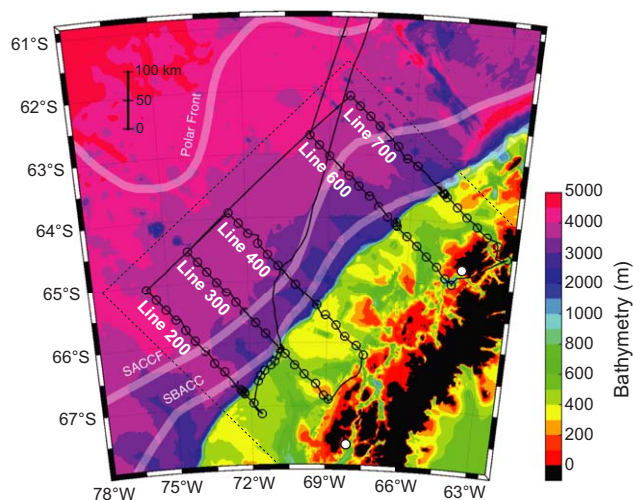 61°S
62°S
63°S
64°S
65°S
66°S
67°S
78°W
75°W
72°W
69°W
66°W
63°W
100 km
50
0
Polar Front
Line 700
Line 600
Line 400
Line 300
Line 200
SACCF
SBACC
5000
4000
3000
2000
1000
800
600
400
200
0
Bathymetry (m)